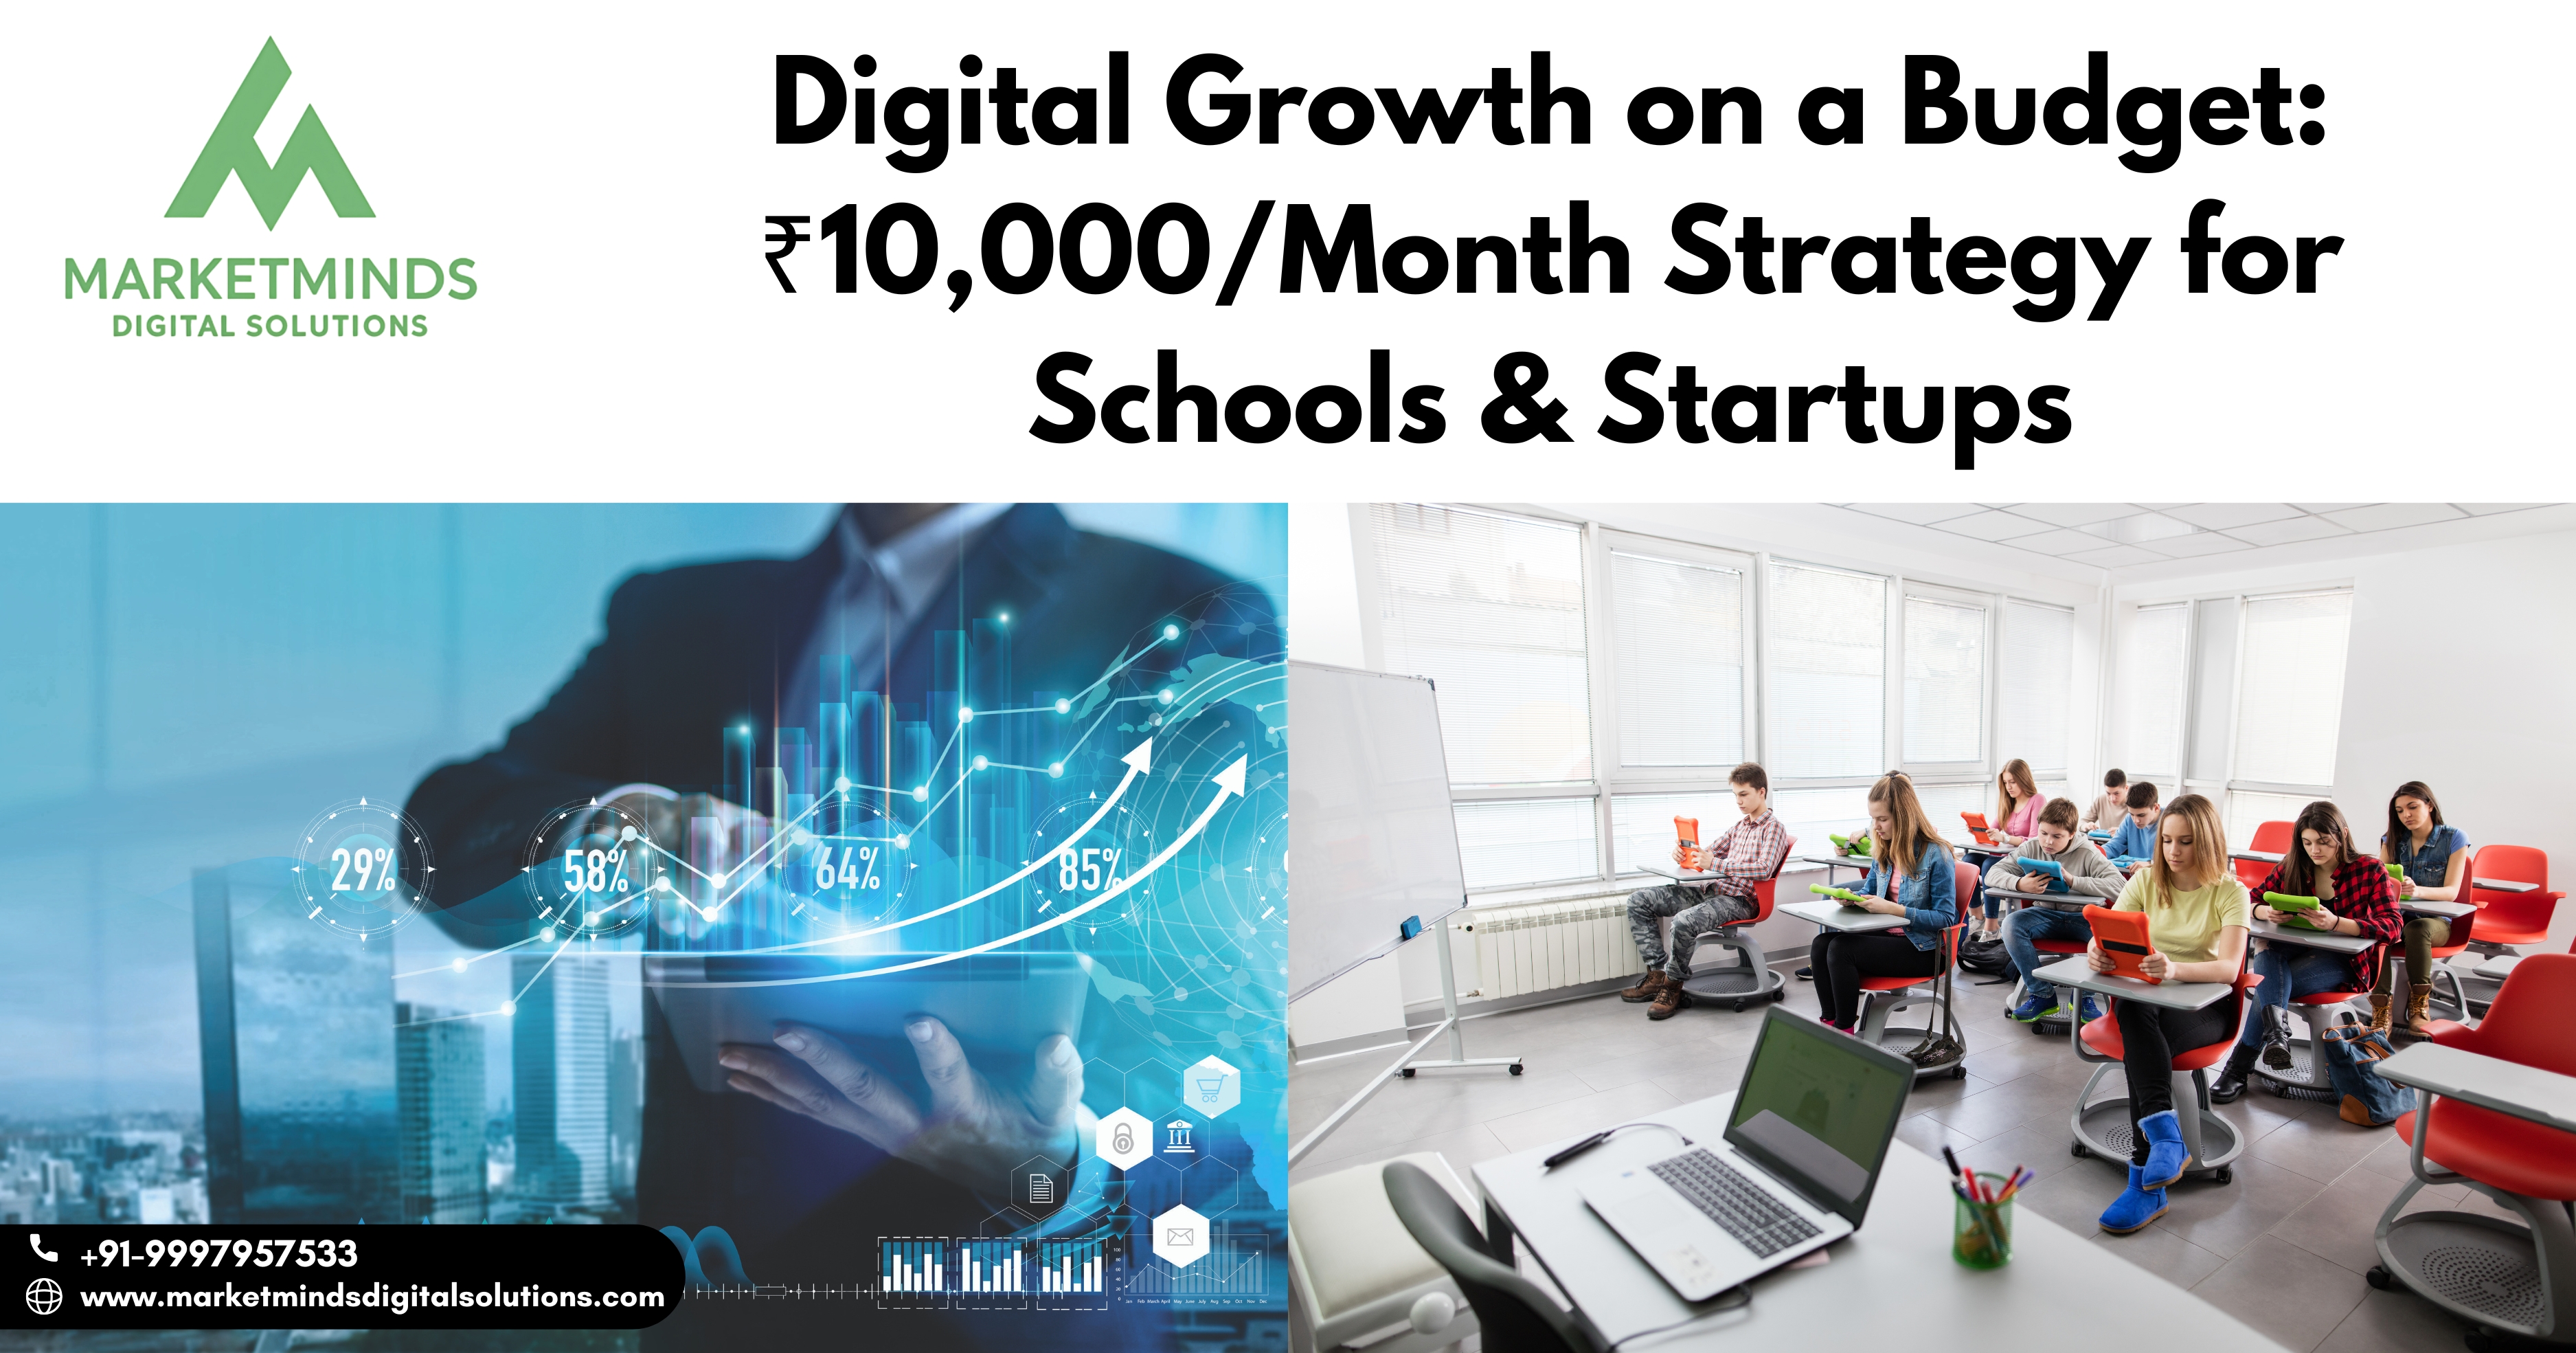 MARKETMINDS
DIGITAL SOLUTIONS
Digital Growth on a Budget:
₹10,000/Month Strategy for
Schools & Startups
29%
58%
64%
85%
+91-9997957533
www.marketmindsdigitalsolutions.com